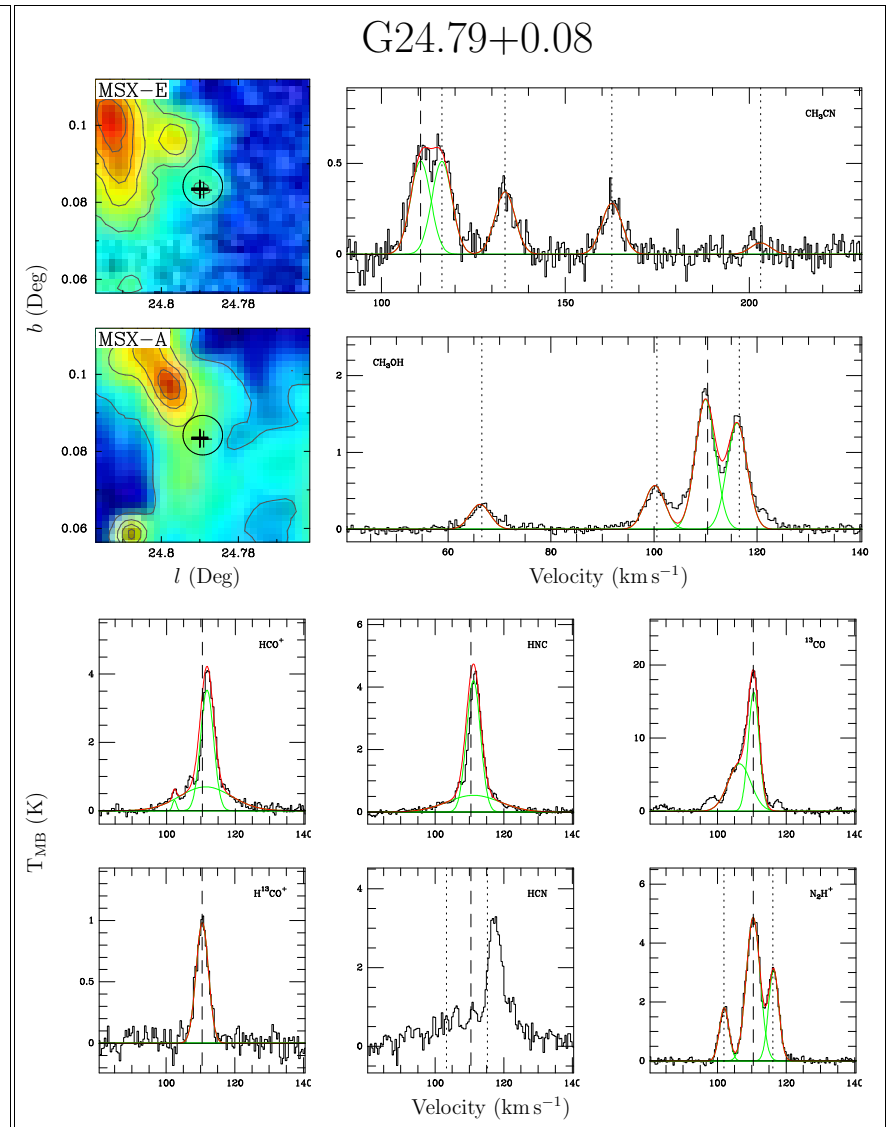 G24.79+0.08
MSX-E
0.1
0.08
0.06
24.8 24.78
CH₃CN
0.5
0
100 150 200
b (Deg)
MSX-A
0.1
0.08
0.06
24.8 24.78
l (Deg)
CH₃OH
2
1
0
60 80 100 120 140
Velocity (km s⁻¹)
HCO⁺
4
2
0
100 120 140
HNC
6
4
2
0
100 120 140
¹³CO
20
10
0
100 120 140
T_MB (K)
H¹³CO⁺
1
0.5
0
100 120 140
HCN
4
2
0
100 120 140
N₂H⁺
6
4
2
0
100 120 140
Velocity (km s⁻¹)